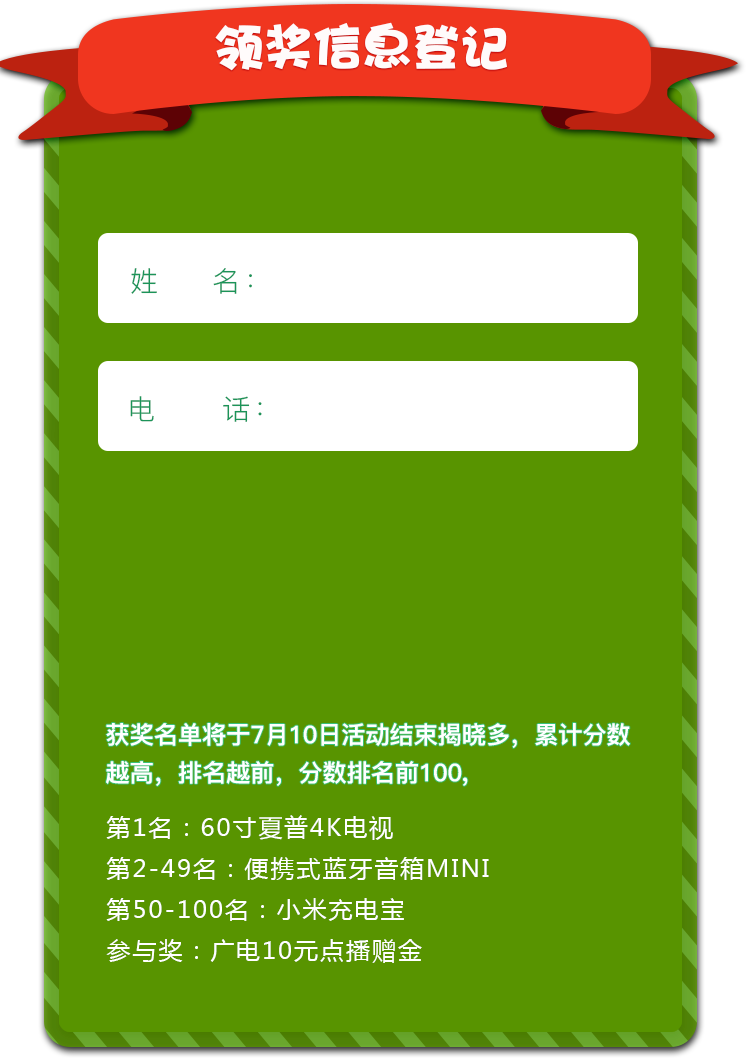 领奖信息登记
姓 名：
电 话：
获奖名单将于7月10日活动结束揭晓多，累计分数
越高，排名越前，分数排名前100,
第1名：60寸夏普4K电视
第2-49名：便携式蓝牙音箱MINI
第50-100名：小米充电宝
参与奖：广电10元点播赠金